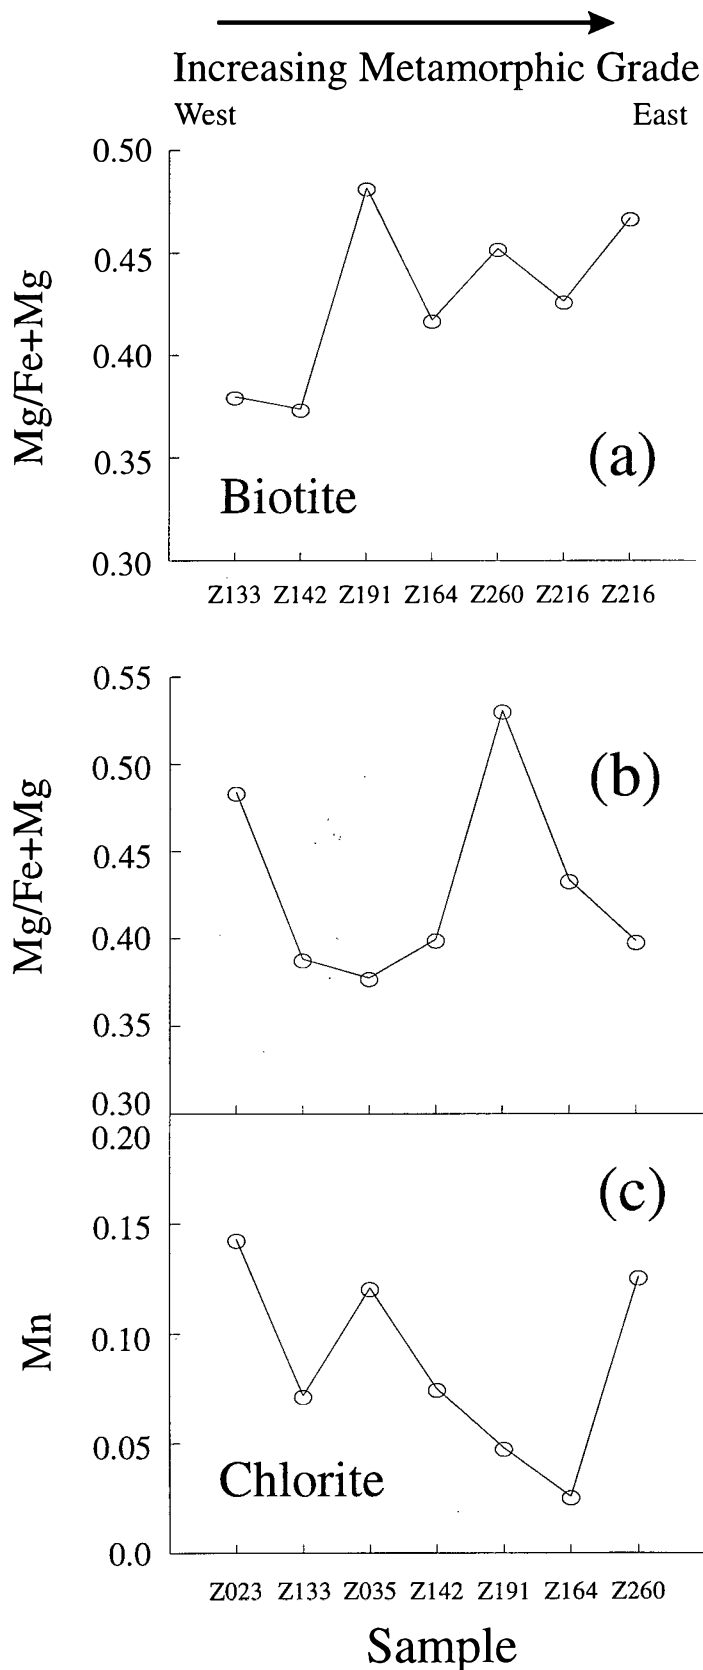 Increasing Metamorphic Grade
West East
0.50
0.45
0.40
0.35
0.30
Mg/Fe+Mg
(a)
Biotite
Z133 Z142 Z191 Z164 Z260 Z216 Z216
0.55
0.50
0.45
0.40
0.35
0.30
Mg/Fe+Mg
(b)
0.20
0.15
0.10
0.05
0.0
Mn
(c)
Chlorite
Z023 Z133 Z035 Z142 Z191 Z164 Z260
Sample